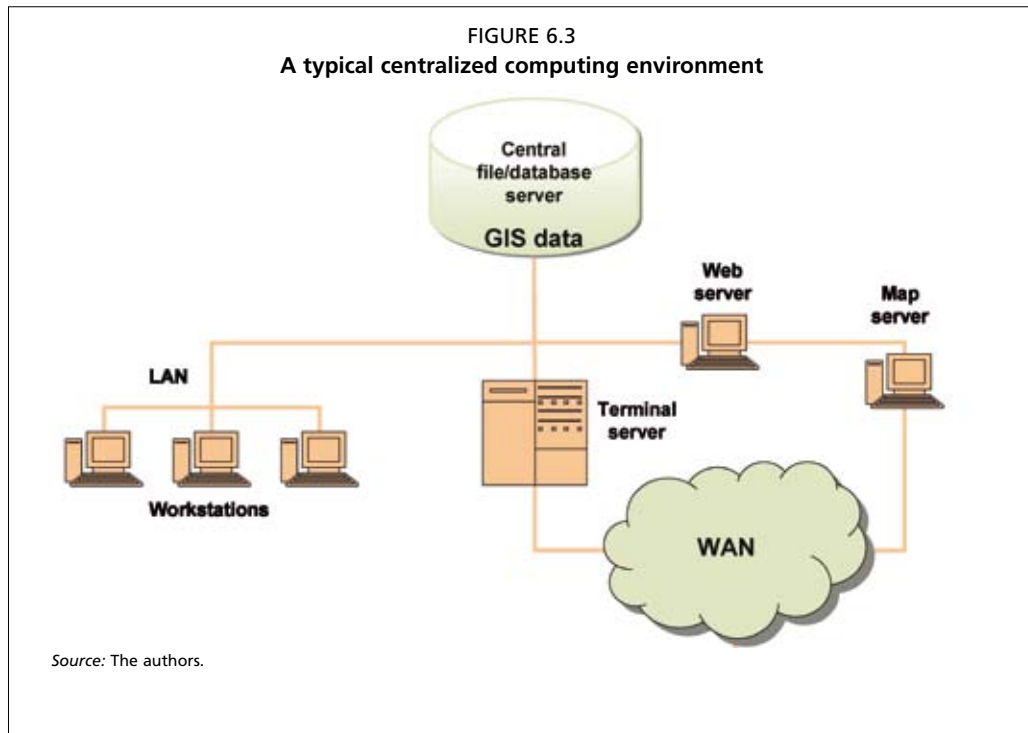 FIGURE 6.3
A typical centralized computing environment
Central
file/database
server
GIS data
Web
server
Map
server
LAN
Terminal
server
Workstations
WAN
Source: The authors.